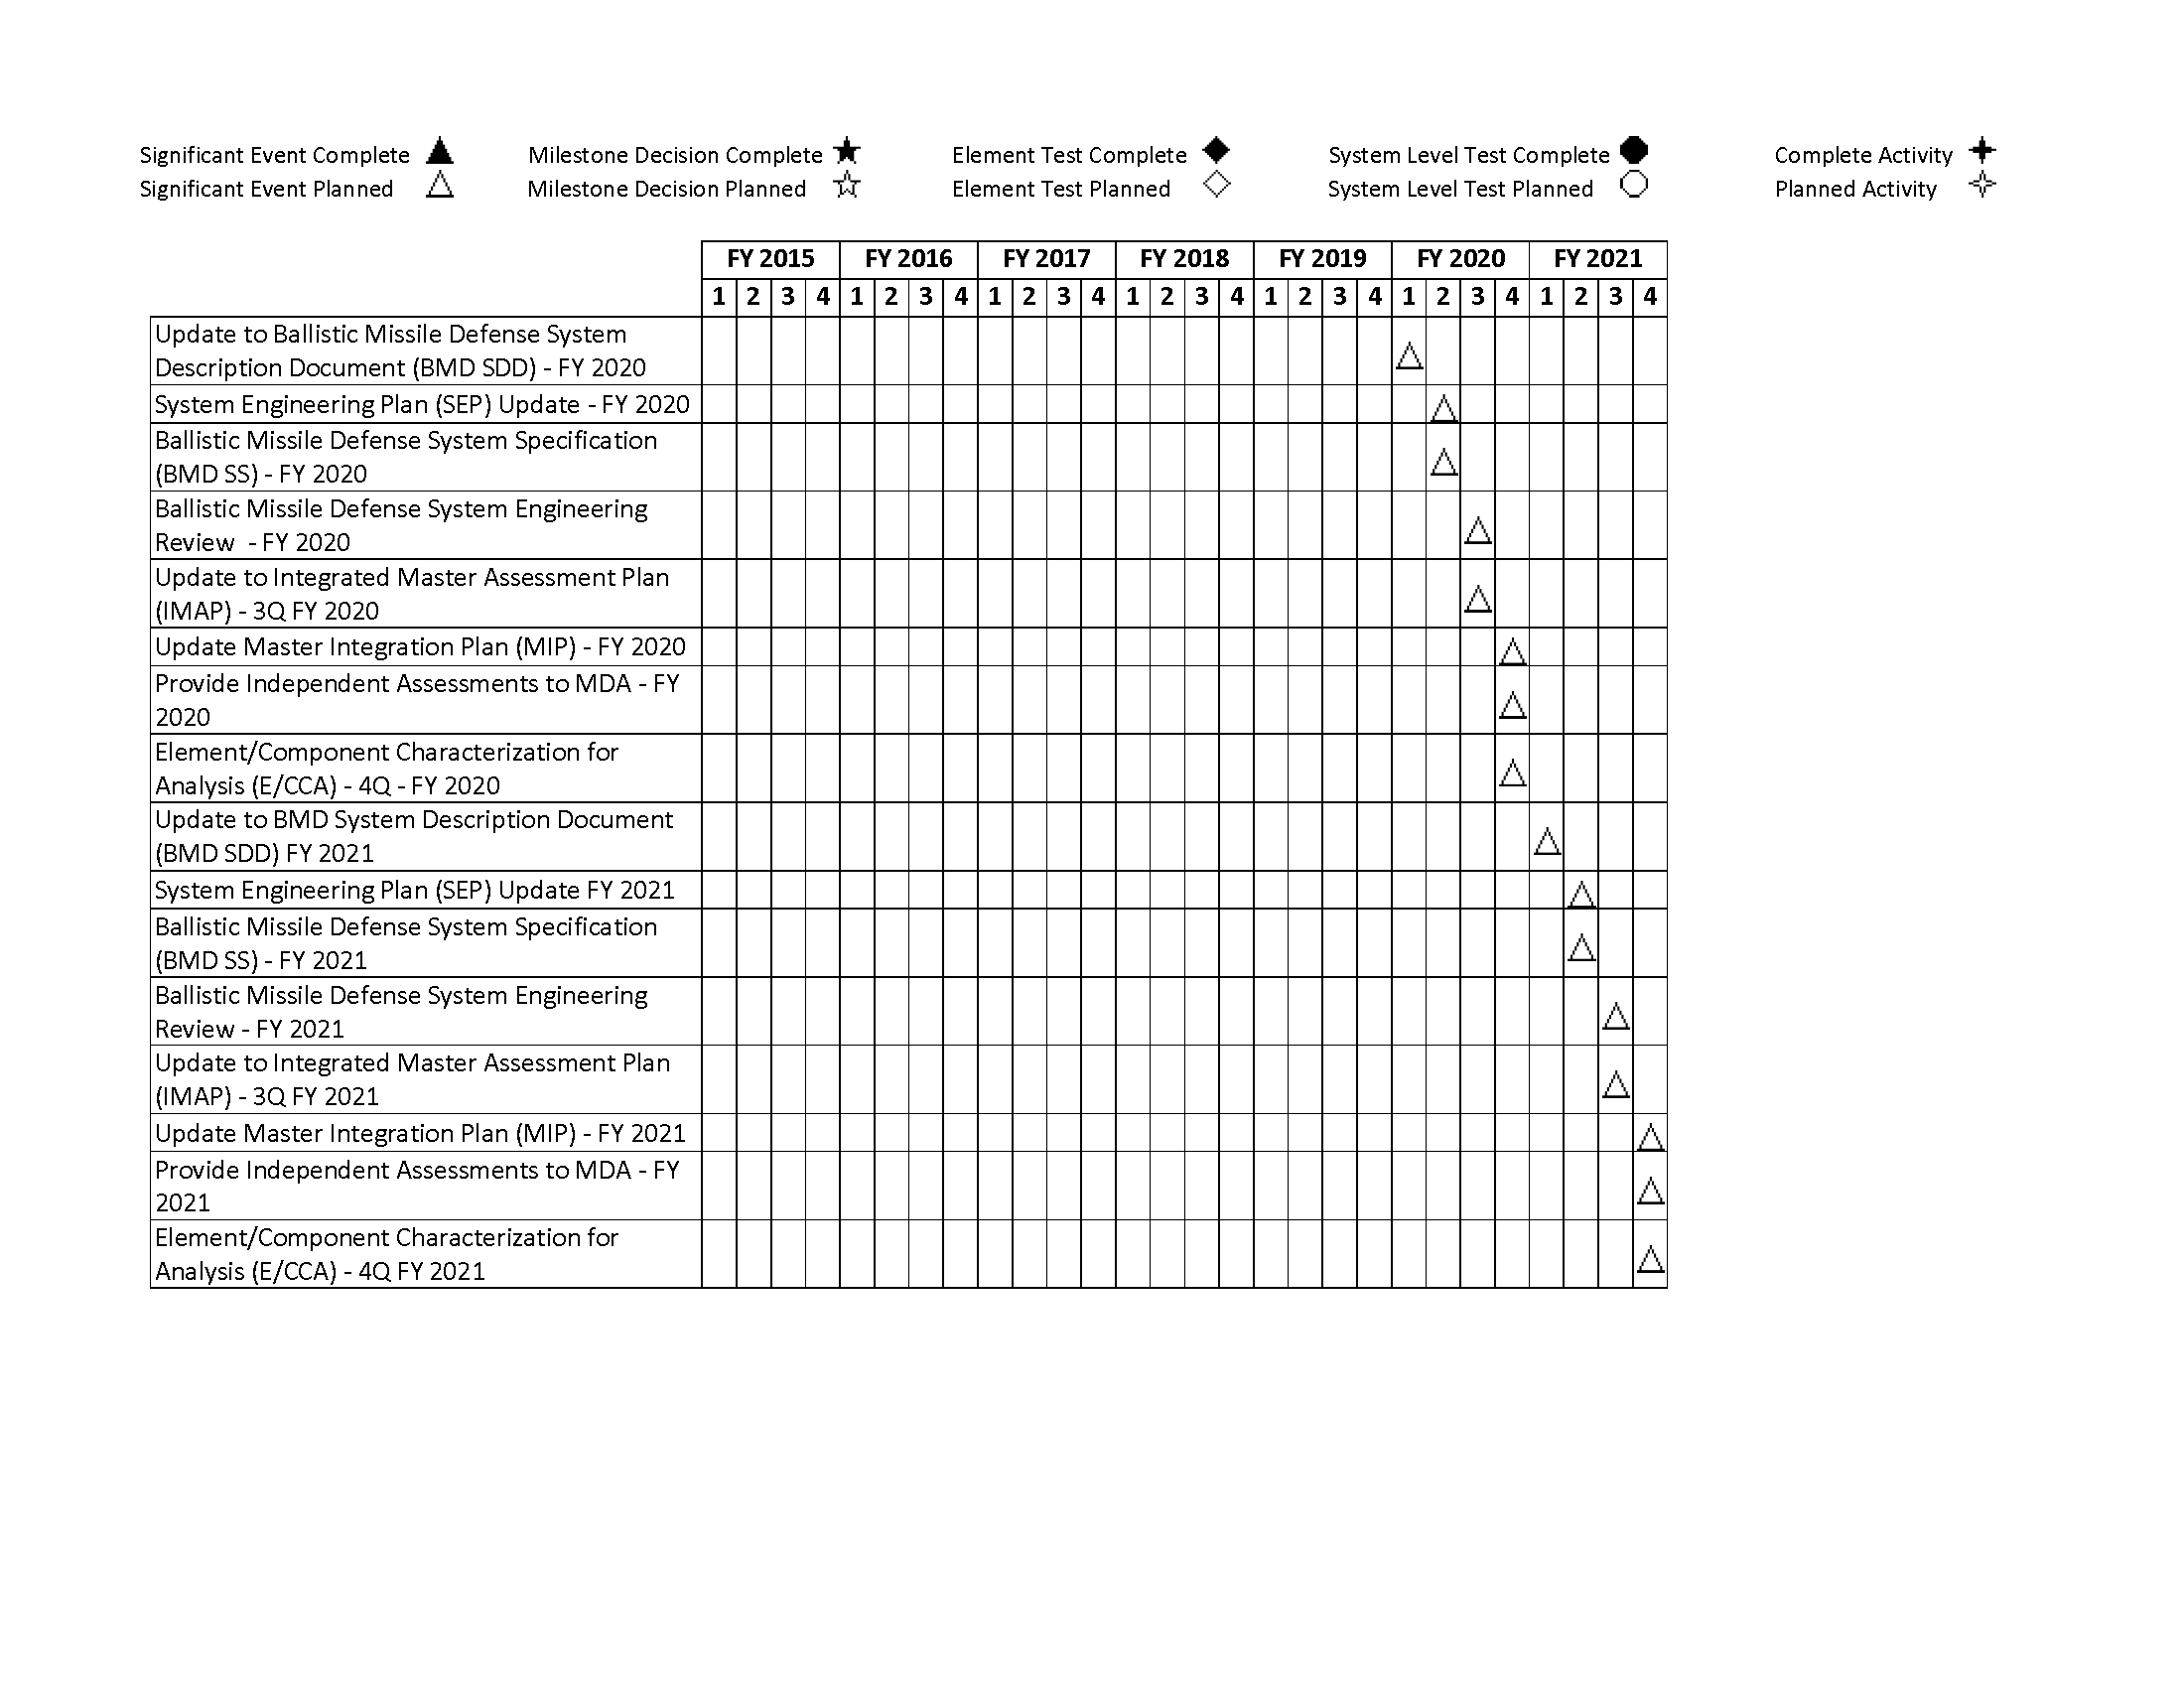 Significant Event Complete Milestone Decision Complete Element Test Complete System Level Test Complete Complete Activity
Significant Event Planned Milestone Decision Planned Element Test Planned System Level Test Planned Planned Activity
FY 2015 FY 2016 FY 2017 FY 2018 FY 2019 FY 2020 FY 2021
1 2 3 4 1 2 3 4 1 2 3 4 1 2 3 4 1 2 3 4 1 2 3 4 1 2 3 4
Update to Ballistic Missile Defense System
Description Document (BMD SDD) - FY 2020
System Engineering Plan (SEP) Update - FY 2020
Ballistic Missile Defense System Specification
(BMD SS) - FY 2020
Ballistic Missile Defense System Engineering
Review - FY 2020
Update to Integrated Master Assessment Plan
(IMAP) - 3Q FY 2020
Update Master Integration Plan (MIP) - FY 2020
Provide Independent Assessments to MDA - FY
2020
Element/Component Characterization for
Analysis (E/CCA) - 4Q - FY 2020
Update to BMD System Description Document
(BMD SDD) FY 2021
System Engineering Plan (SEP) Update FY 2021
Ballistic Missile Defense System Specification
(BMD SS) - FY 2021
Ballistic Missile Defense System Engineering
Review - FY 2021
Update to Integrated Master Assessment Plan
(IMAP) - 3Q FY 2021
Update Master Integration Plan (MIP) - FY 2021
Provide Independent Assessments to MDA - FY
2021
Element/Component Characterization for
Analysis (E/CCA) - 4Q FY 2021